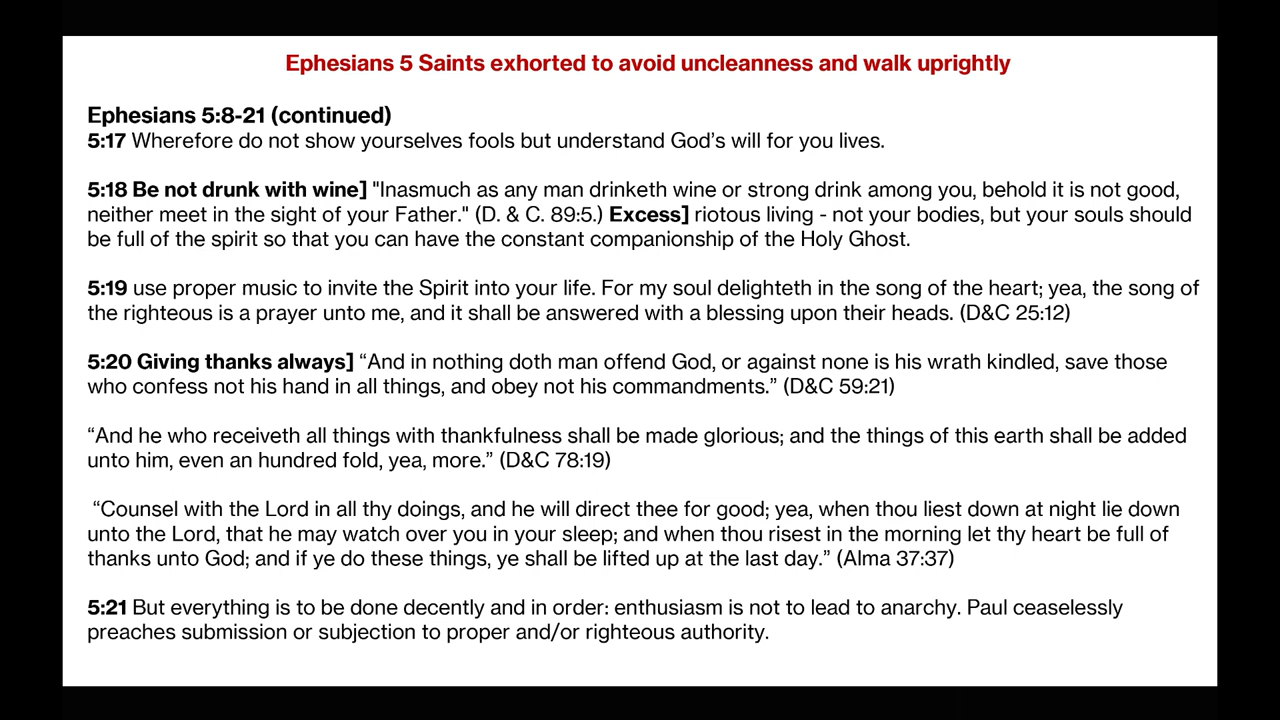 Ephesians 5 Saints exhorted to avoid uncleanness and walk uprightly
Ephesians 5:8-21 (continued)
5:17 Wherefore do not show yourselves fools but understand God’s will for you lives.
5:18 Be not drunk with wine] "Inasmuch as any man drinketh wine or strong drink among you, behold it is not good,
neither meet in the sight of your Father." (D. & C. 89:5.) Excess] riotous living - not your bodies, but your souls should
be full of the spirit so that you can have the constant companionship of the Holy Ghost.
5:19 use proper music to invite the Spirit into your life. For my soul delighteth in the song of the heart; yea, the song of
the righteous is a prayer unto me, and it shall be answered with a blessing upon their heads. (D&C 25:12)
5:20 Giving thanks always] “And in nothing doth man offend God, or against none is his wrath kindled, save those
who confess not his hand in all things, and obey not his commandments.” (D&C 59:21)
“And he who receiveth all things with thankfulness shall be made glorious; and the things of this earth shall be added
unto him, even an hundred fold, yea, more.” (D&C 78:19)
“Counsel with the Lord in all thy doings, and he will direct thee for good; yea, when thou liest down at night lie down
unto the Lord, that he may watch over you in your sleep; and when thou risest in the morning let thy heart be full of
thanks unto God; and if ye do these things, ye shall be lifted up at the last day.” (Alma 37:37)
5:21 But everything is to be done decently and in order: enthusiasm is not to lead to anarchy. Paul ceaselessly
preaches submission or subjection to proper and/or righteous authority.